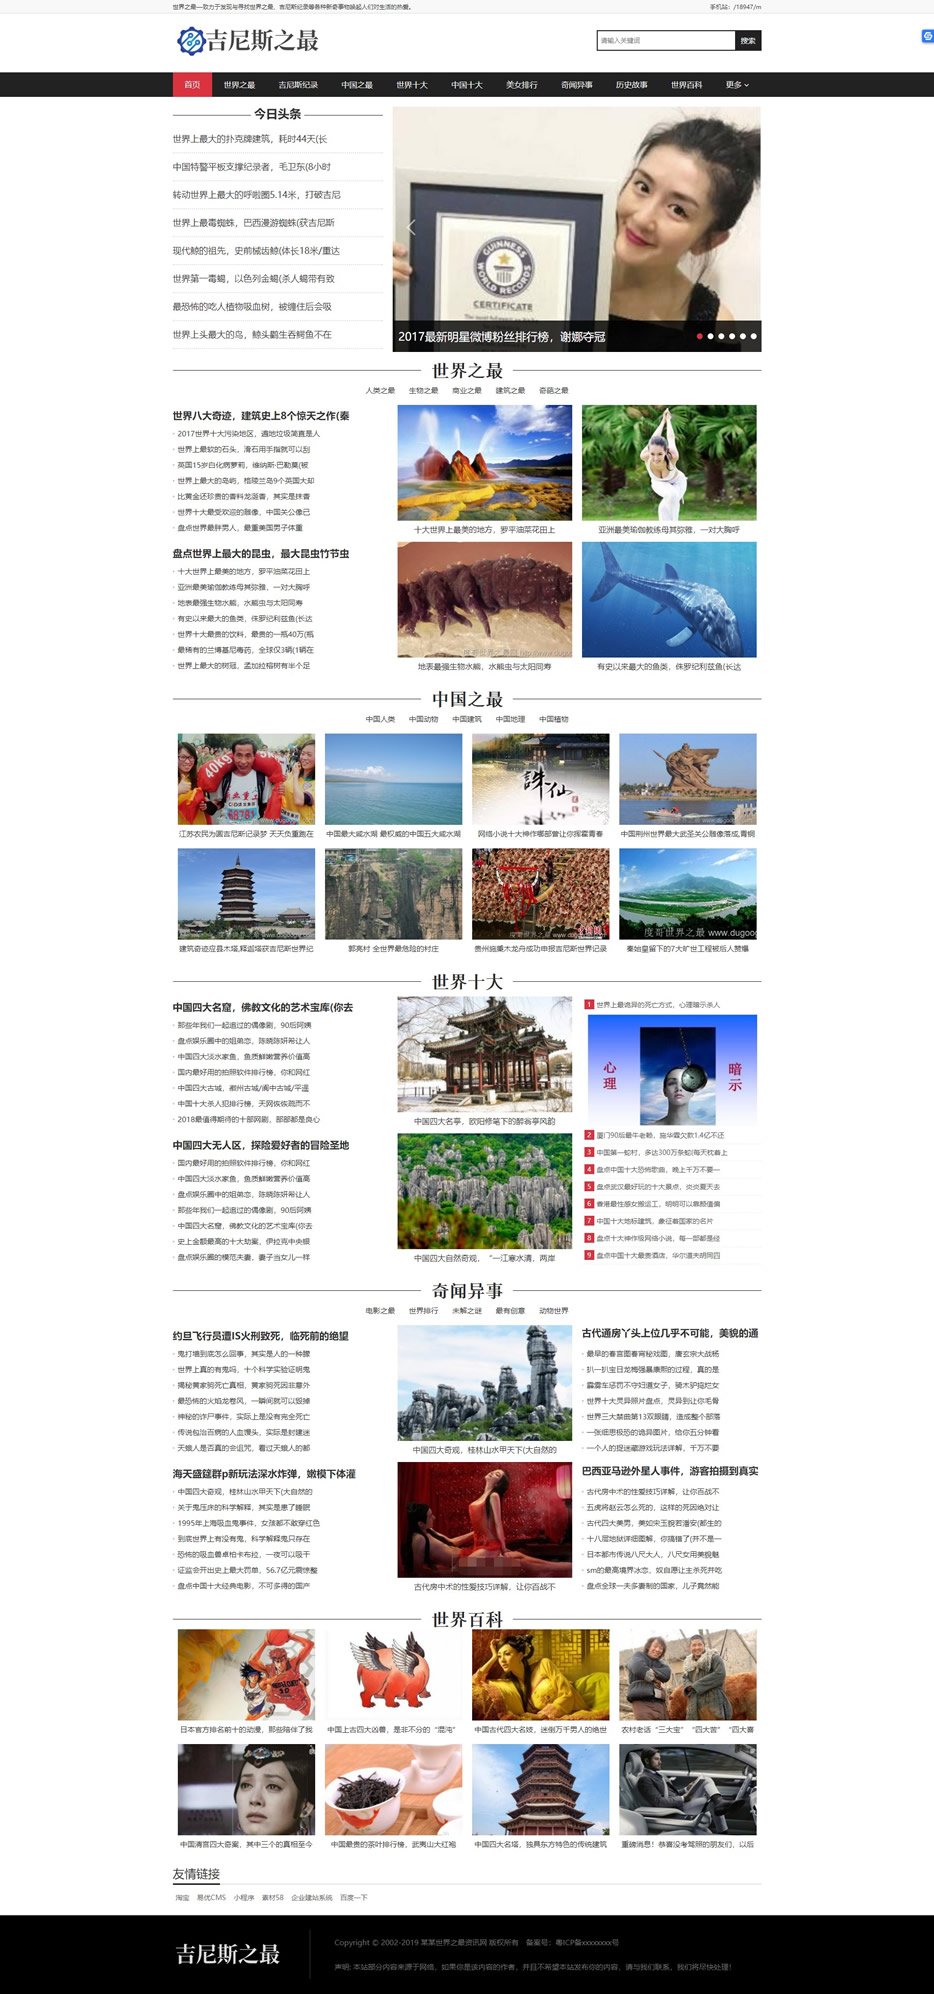 世界之最—致力于发现与寻找世界之最、吉尼斯纪录等各种新奇事物唤起人们对生活的热爱。
手机站：/18947/m
吉尼斯之最
请输入关键词
搜索
首页 世界之最 吉尼斯纪录 中国之最 世界十大 中国十大 美女排行 奇闻异事 历史故事 世界百科 更多
今日头条
世界上最大的扑克牌建筑，耗时44天(长
中国特警平板支撑纪录者，毛卫东(8小时
转动世界上最大的呼啦圈5.14米，打破吉尼
世界上最毒蜘蛛，巴西漫游蜘蛛(获吉尼斯
现代鲸的祖先，史前械齿鲸(体长18米/重达
世界第一毒蝎，以色列金蝎(杀人蝎带有致
最恐怖的吃人植物吸血树，被缠住后会吸
世界上头最大的鸟，鲸头鹳生吞鳄鱼不在
GUINNESS WORLD RECORDS
CERTIFICATE
2017最新明星微博粉丝排行榜，谢娜夺冠
世界之最
人类之最 生物之最 商业之最 建筑之最 奇葩之最
世界八大奇迹，建筑史上8个惊天之作(秦
· 2017世界十大污染地区，遍地垃圾简直是人
· 世界上最软的石头，滑石用手指就可以刮
· 英国15岁白化病萝莉，维纳斯·巴勒莫(被
· 世界上最大的岛屿，格陵兰岛9个英国大却
· 比黄金还珍贵的香料龙涎香，其实是抹香
· 世界十大最受欢迎的雕像，中国关公像已
· 盘点世界最胖男人，最重美国男子体重
十大世界上最美的地方，罗平油菜花田上
亚洲最美瑜伽教练母其弥雅，一对大胸呼
盘点世界上最大的昆虫，最大昆虫竹节虫
· 十大世界上最美的地方，罗平油菜花田上
· 亚洲最美瑜伽教练母其弥雅，一对大胸呼
· 地表最强生物水熊，水熊虫与太阳同寿
· 有史以来最大的鱼类，侏罗纪利兹鱼(长达
· 世界十大最贵的饮料，最贵的一瓶40万(瓶
· 最稀有的兰博基尼毒药，全球仅3辆(1辆在
· 世界上最大的树冠，孟加拉榕树有半个足
地表最强生物水熊，水熊虫与太阳同寿
有史以来最大的鱼类，侏罗纪利兹鱼(长达
中国之最
中国人类 中国动物 中国建筑 中国地理 中国植物
40KG
诛仙
江苏农民为圆吉尼斯记录梦 天天负重跑在
中国最大咸水湖 最权威的中国五大咸水湖
网络小说十大神作哪部曾让你挥霍青春
中国荆州世界最大武圣关公雕像落成,青铜
度哥世界之最 www.dugoog
建筑奇迹应县木塔,释迦塔获吉尼斯世界纪
郭亮村 全世界最危险的村庄
贵州施秉木龙舟成功申报吉尼斯世界记录
秦始皇留下的7大旷世工程被后人赞爆
世界十大
中国四大名窟，佛教文化的艺术宝库(你去
· 那些年我们一起追过的偶像剧，90后阿姨
· 盘点娱乐圈中的姐弟恋，陈晓陈妍希让人
· 中国四大淡水家鱼，鱼质鲜嫩营养价值高
· 国内最好用的拍照软件排行榜，你和网红
· 中国四大古城，徽州古城/阆中古城/平遥
· 中国十大杀人犯排行榜，天网恢恢疏而不
· 2018最值得期待的十部网剧，部部都是良心
中国四大名亭，欧阳修笔下的醉翁亭风韵
中国四大无人区，探险爱好者的冒险圣地
· 国内最好用的拍照软件排行榜，你和网红
· 中国四大淡水家鱼，鱼质鲜嫩营养价值高
· 盘点娱乐圈中的姐弟恋，陈晓陈妍希让人
· 那些年我们一起追过的偶像剧，90后阿姨
· 中国四大名窟，佛教文化的艺术宝库(你去
· 史上金额最高的十大劫案，伊拉克中央银
· 盘点娱乐圈的模范夫妻，妻子当女儿一样
中国四大自然奇观，“一江寒水清，两岸
1 世界上最诡异的死亡方式，心理暗示杀人
心理 暗示
2 厦门90后最牛老赖，施华霖欠款1.4亿不还
3 中国第一蛇村，多达300万条蛇(每天枕着上
4 盘点中国十大恐怖歌曲，晚上千万不要一
5 盘点武汉最好玩的十大景点，炎炎夏天去
6 香港最性感女搬运工，明明可以靠颜值偏
7 中国十大地标建筑，象征着国家的名片
8 盘点十大神作级网络小说，每一部都是经
9 盘点中国十大最贵酒店，华尔道夫胡同四
奇闻异事
电影之最 世界排行 未解之谜 最有创意 动物世界
约旦飞行员遭IS火刑致死，临死前的绝望
· 鬼打墙到底怎么回事，其实是人的一种朦
· 世界上真的有鬼吗，十个科学实验证明鬼
· 揭秘黄家驹死亡真相，黄家驹死因非意外
· 最恐怖的火焰龙卷风，一瞬间就可以毁掉
· 神秘的诈尸事件，实际上是没有完全死亡
· 传说包治百病的人血馒头，实际是封建迷
· 天蛾人是否真的会诅咒，看过天蛾人的都
中国四大奇观，桂林山水甲天下(大自然的
古代通房丫头上位几乎不可能，美貌的通
· 最早的春宫图春宵秘戏图，唐玄宗大战杨
· 扒一扒宝日龙梅强暴康熙的过程，真的是
· 霹雳车惩罚不守妇道女子，骑木驴拖烂女
· 世界十大灵异照片盘点，灵异到让你毛骨
· 世界三大禁曲第13双眼睛，造成整个部落
· 一张细思极恐的诡异图片，给你五分钟看
· 一个人的捉迷藏游戏玩法详解，千万不要
海天盛筵群p新玩法深水炸弹，嫩模下体灌
· 中国四大奇观，桂林山水甲天下(大自然的
· 关于鬼压床的科学解释，其实是患了睡眠
· 1995年上海吸血鬼事件，女孩都不敢穿红色
· 到底世界上有没有鬼，科学解释鬼只存在
· 恐怖的吸血兽卓柏卡布拉，一夜可以吸干
· 证监会开出史上最大罚单，56.7亿元震惊整
· 盘点中国十大经典电影，不可多得的国产
古代房中术的性爱技巧详解，让你百战不
巴西亚马逊外星人事件，游客拍摄到真实
· 古代房中术的性爱技巧详解，让你百战不
· 五虎将赵云怎么死的，这样的死因绝对让
· 古代四大美男，美如宋玉貌若潘安(都生的
· 十八层地狱详细图解，你搞错了(并不是一
· 日本都市传说八尺大人，八尺女用美貌魅
· sm的最高境界冰恋，奴自愿让主杀死并吃
· 盘点全球一夫多妻制的国家，儿子竟然能
世界百科
日本官方排名前十的动漫，那些陪伴了我
中国上古四大凶兽，是非不分的“混沌”
中国古代四大名妓，迷倒万千男人的绝世
农村老话“三大宝”“四大苦”“四大喜
中国清宫四大奇案，其中三个的真相至今
中国最贵的茶叶排行榜，武夷山大红袍
中国四大名塔，独具东方特色的传统建筑
重磅消息！恭喜没考驾照的朋友们，以后
友情链接
淘宝 易优CMS 小程序 素材58 企业建站系统 百度一下
吉尼斯之最
Copyright © 2002-2019 某某世界之最资讯网 版权所有 备案号：粤ICP备xxxxxxxx号
声明: 本站部分内容来源于网络，如果你是该内容的作者，并且不希望本站发布你的内容，请与我们联系，我们将尽快处理！